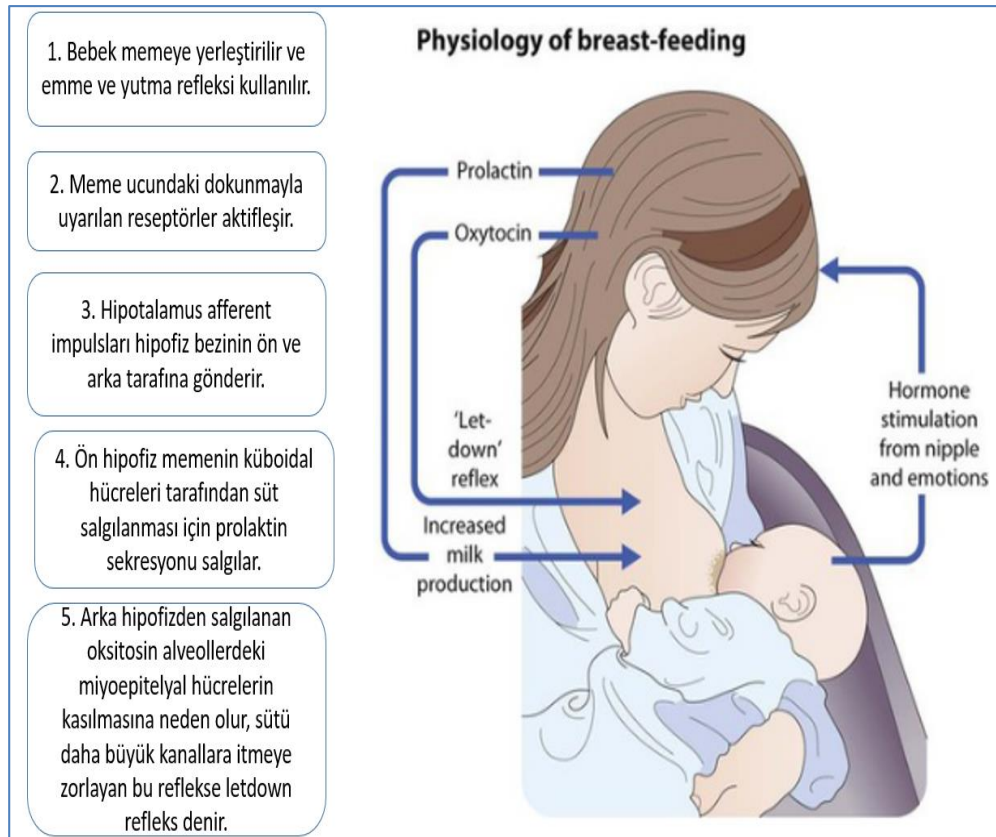 1. Bebek memeye yerleştirilir ve
emme ve yutma refleksi kullanılır.
2. Meme ucundaki dokunmayla
uyarılan reseptörler aktifleşir.
3. Hipotalamus afferent
impulsları hipofiz bezinin ön ve
arka tarafına gönderir.
4. Ön hipofiz memenin küboidal
hücreleri tarafından süt
salgılanması için prolaktin
sekresyonu salgılar.
5. Arka hipofizden salgılanan
oksitosin alveollerdeki
miyoepitelyal hücrelerin
kasılmasına neden olur, sütü
daha büyük kanallara itmeye
zorlayan bu reflekse letdown
refleks denir.
Physiology of breast-feeding
Prolactin
Oxytocin
'Let-
down'
reflex
Increased
milk
production
Hormone
stimulation
from nipple
and emotions